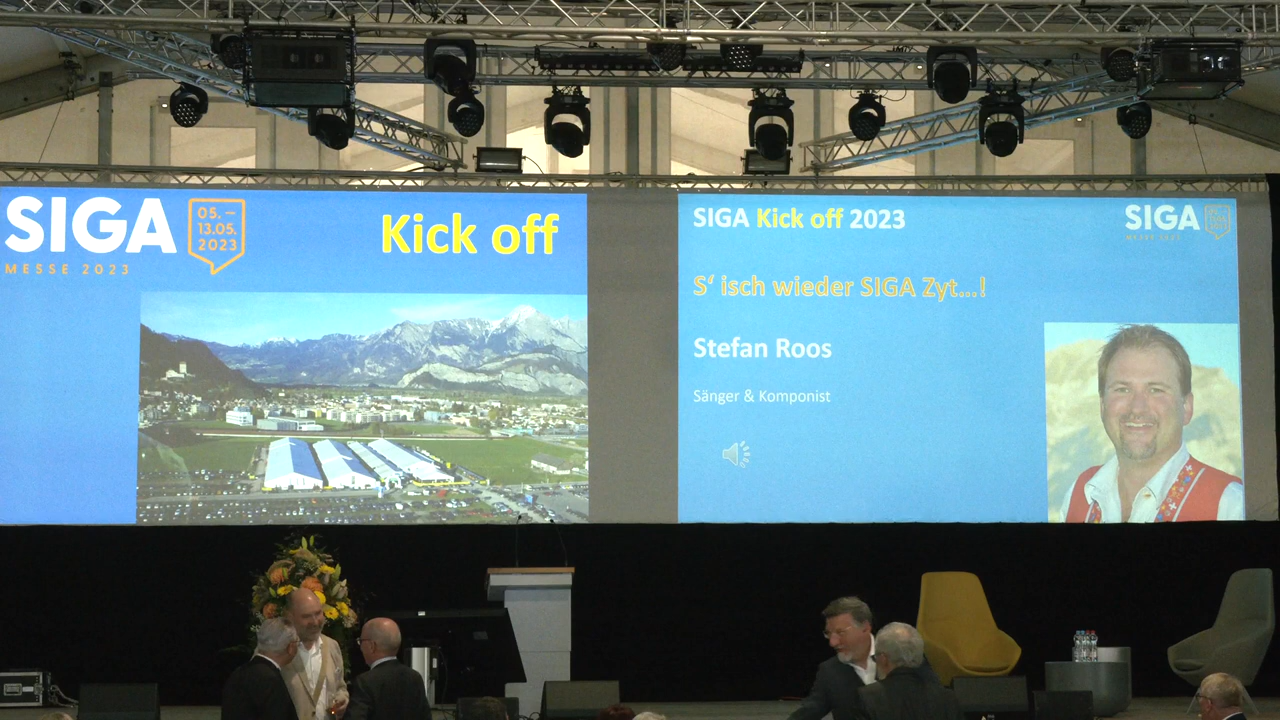 SIGA
05. –
13.05.
2023
MESSE 2023
Kick off
SIGA Kick off 2023
SIGA
S' isch wieder SIGA Zyt...!
Stefan Roos
Sänger & Komponist